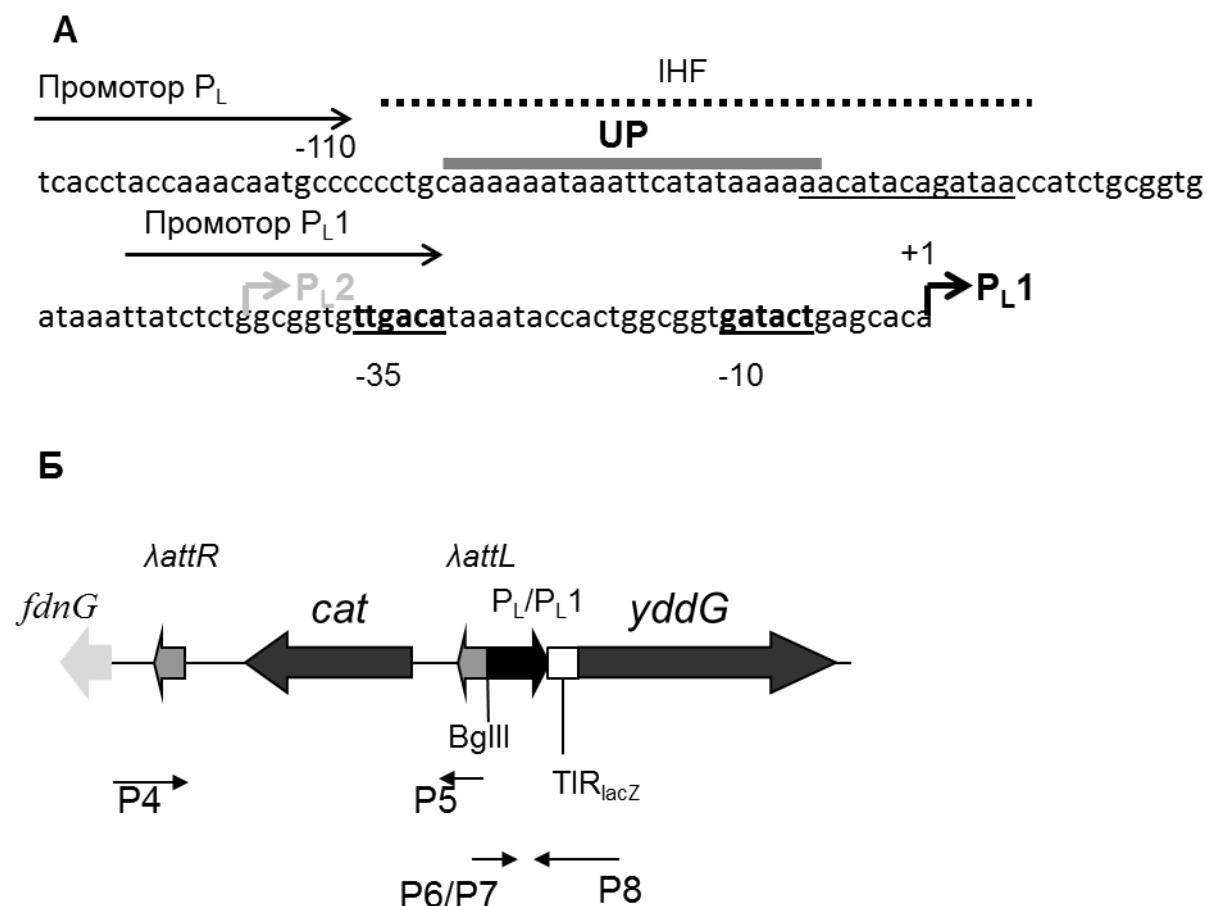 А
IHF
Промотор PL
UP
-110
tcacctaccaaacaatgcccccctgcaaaaaataaattcatataaaaaacatacagataaccatctgcggtg
Промотор PL1
+1
PL2
PL1
ataaattatctctggcggtgttgacataaataccactggcggtgatactgagcaca
-35
-10
Б
λattR
λattL
fdnG
cat
PL/PL1
yddG
BglII
TIRlacZ
P4
P5
P6/P7
P8